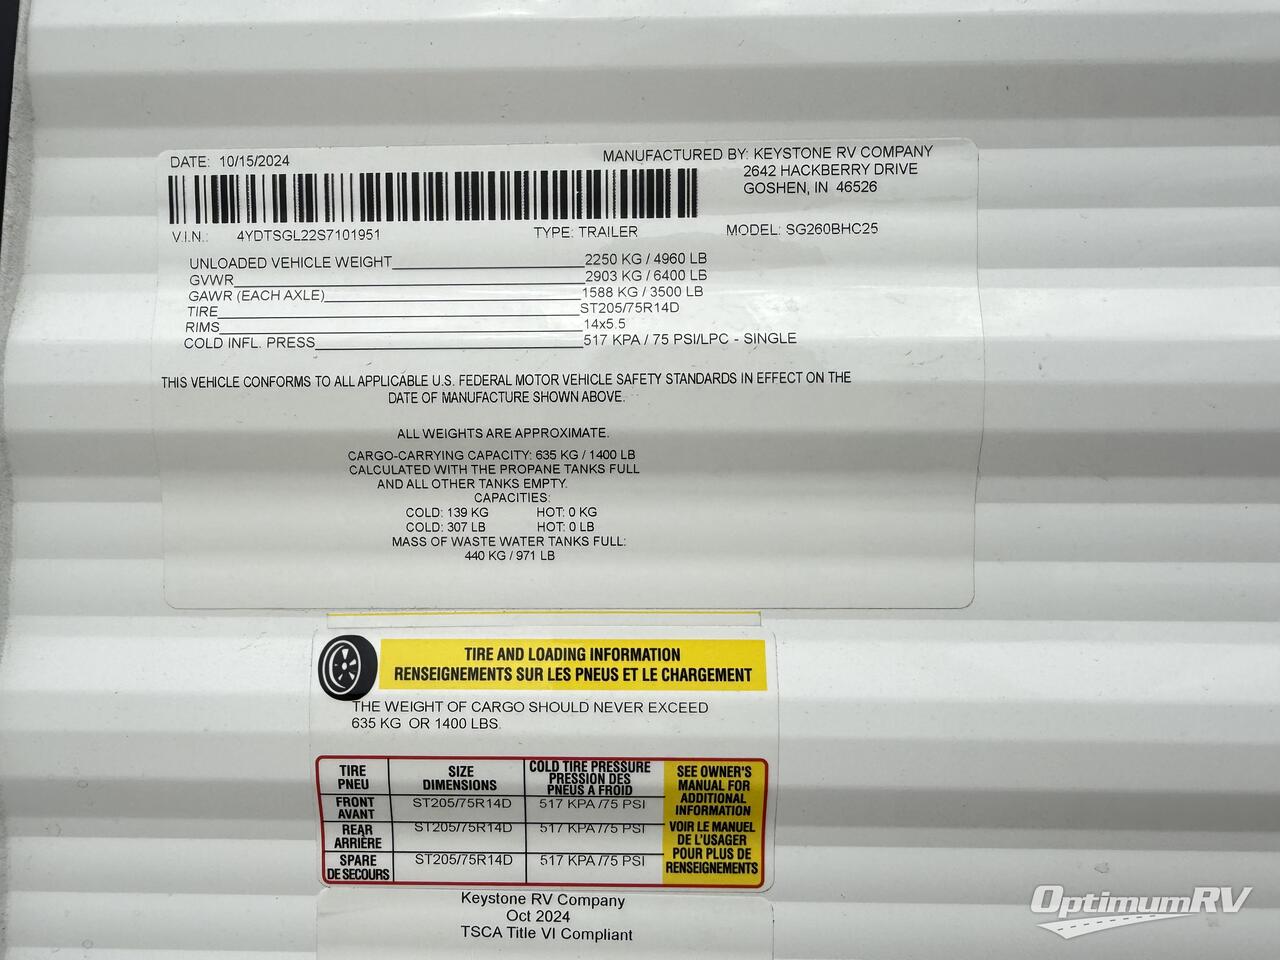 DATE: 10/15/2024
MANUFACTURED BY: KEYSTONE RV COMPANY
2642 HACKBERRY DRIVE
GOSHEN, IN 46526
V.I.N.: 4YDTSGL22S7101951 TYPE: TRAILER MODEL: SG260BHC25
UNLOADED VEHICLE WEIGHT 2250 KG / 4960 LB
GVWR 2903 KG / 6400 LB
GAWR (EACH AXLE) 1588 KG / 3500 LB
TIRE ST205/75R14D
RIMS 14x5.5
COLD INFL. PRESS 517 KPA / 75 PSI/LPC - SINGLE
THIS VEHICLE CONFORMS TO ALL APPLICABLE U.S. FEDERAL MOTOR VEHICLE SAFETY STANDARDS IN EFFECT ON THE
DATE OF MANUFACTURE SHOWN ABOVE.
ALL WEIGHTS ARE APPROXIMATE.
CARGO-CARRYING CAPACITY: 635 KG / 1400 LB
CALCULATED WITH THE PROPANE TANKS FULL
AND ALL OTHER TANKS EMPTY.
CAPACITIES:
COLD: 139 KG HOT: 0 KG
COLD: 307 LB HOT: 0 LB
MASS OF WASTE WATER TANKS FULL:
440 KG / 971 LB
TIRE AND LOADING INFORMATION
RENSEIGNEMENTS SUR LES PNEUS ET LE CHARGEMENT
THE WEIGHT OF CARGO SHOULD NEVER EXCEED
635 KG OR 1400 LBS.
TIRE
PNEU
SIZE
DIMENSIONS
COLD TIRE PRESSURE
PRESSION DES
PNEUS A FROID
FRONT
AVANT
ST205/75R14D
517 KPA /75 PSI
REAR
ARRIÈRE
ST205/75R14D
517 KPA /75 PSI
SPARE
DE SECOURS
ST205/75R14D
517 KPA /75 PSI
SEE OWNER'S
MANUAL FOR
ADDITIONAL
INFORMATION
VOIR LE MANUEL
DE L'USAGER
POUR PLUS DE
RENSEIGNEMENTS
Keystone RV Company
Oct 2024
TSCA Title VI Compliant
OptimumRV